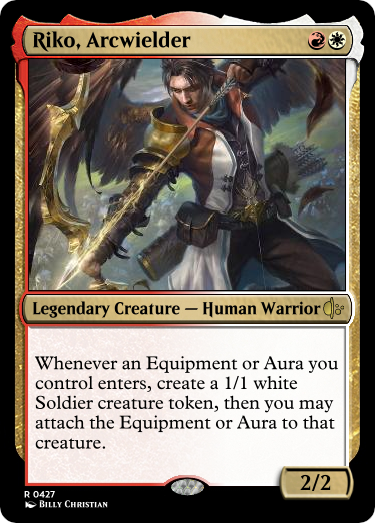 Riko, Arcwielder
Legendary Creature — Human Warrior
Whenever an Equipment or Aura you
control enters, create a 1/1 white
Soldier creature token, then you may
attach the Equipment or Aura to that
creature.
2/2
R 0427
Billy Christian